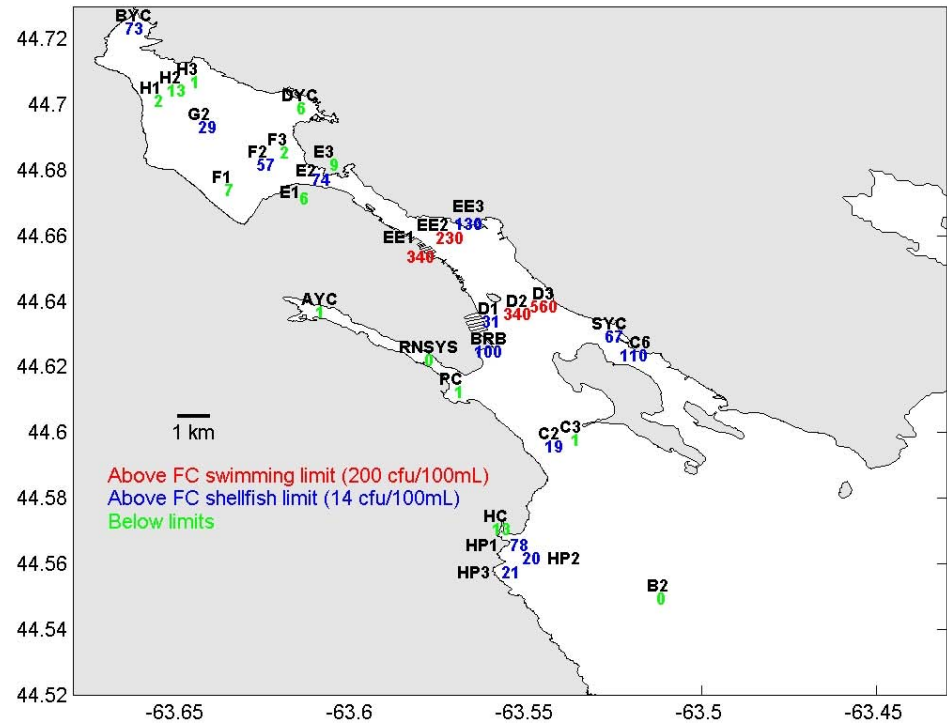 BYC
44.72
73
H3
H2
1
H1
13
2
44.7
DYC
6
G2
29
F3
2
F2
57
E3
9
E2
74
44.68
F1
7
E1
6
EE3
130
EE2
230
EE1
340
44.66
AYC
1
44.64
D3
560
D2
340
D1
31
SYC
67
C6
110
BRB
100
RNSYS
0
44.62
PC
1
1 km
44.6
C3
1
C2
19
Above FC swimming limit (200 cfu/100mL)
Above FC shellfish limit (14 cfu/100mL)
Below limits
44.58
HC
13
HP1 78
44.56
20 HP2
HP3 21
B2
0
44.54
44.52
-63.65 -63.6 -63.55 -63.5 -63.45